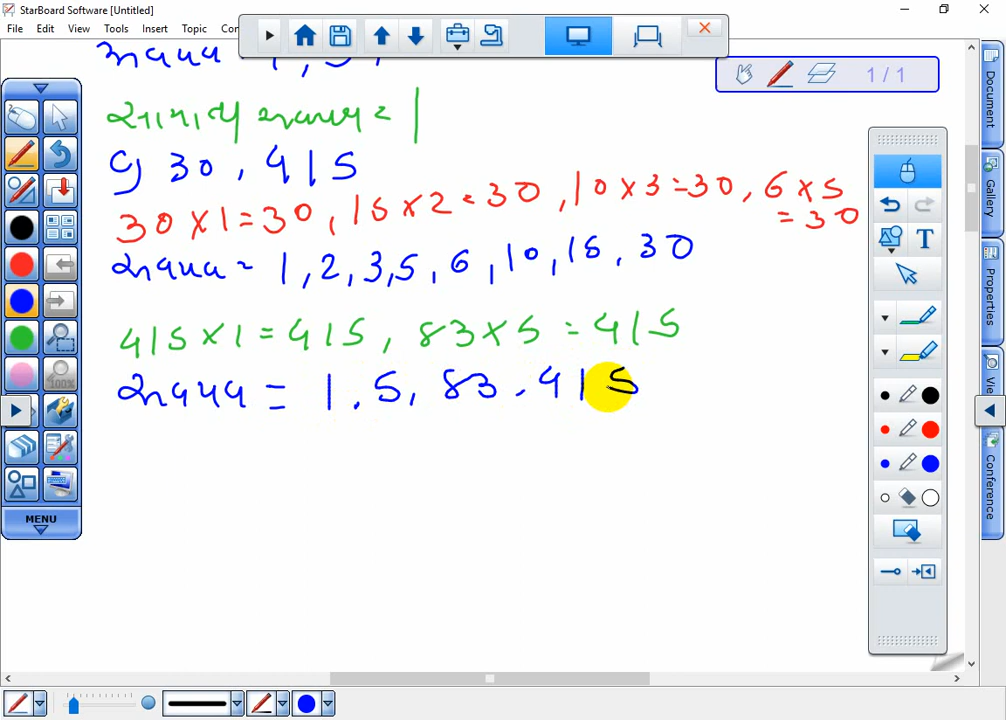 StarBoard Software [Untitled]
File Edit View Tools Insert Topic
1 / 1
સામાન્ય અવયવ = 1
30, 415
30 × 1 = 30, 15 × 2 = 30, 10 × 3 = 30, 6 × 5
= 30
અવયવ = 1, 2, 3, 5, 6, 10, 15, 30
415 × 1 = 415, 83 × 5 = 415
અવયવ = 1, 5, 83, 415
MENU
100%
100%
T
Document
Gallery
Properties
Conference